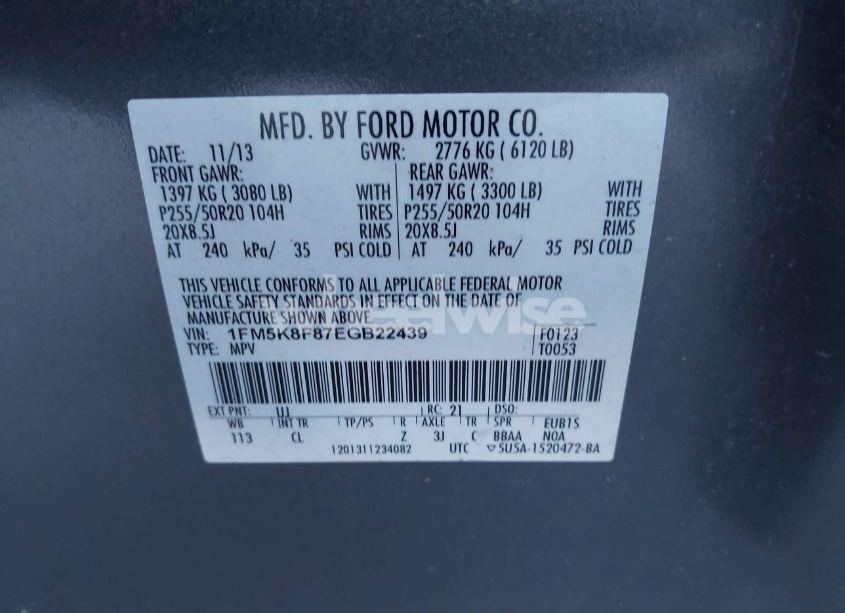 MFD. BY FORD MOTOR CO.
DATE: 11/13 GVWR: 2776 KG ( 6120 LB)
FRONT GAWR: REAR GAWR:
1397 KG ( 3080 LB) WITH 1497 KG ( 3300 LB) WITH
P255/50R20 104H TIRES P255/50R20 104H TIRES
20X8.5J RIMS 20X8.5J RIMS
AT 240 kPa/ 35 PSI COLD AT 240 kPa/ 35 PSI COLD
THIS VEHICLE CONFORMS TO ALL APPLICABLE FEDERAL MOTOR
VEHICLE SAFETY STANDARDS IN EFFECT ON THE DATE OF
MANUFACTURE SHOWN ABOVE.
VIN: 1FM5K8F87EGB22439 F0123
TYPE: MPV T0053
EXT PNT: UJ RC: 21 DSO:
WB INT TR TP/PS R AXLE TR SPR EUB1S
113 CL Z 3J C BBAA NOA
1201311234082 UTC ▽5U5A-1520472-BA